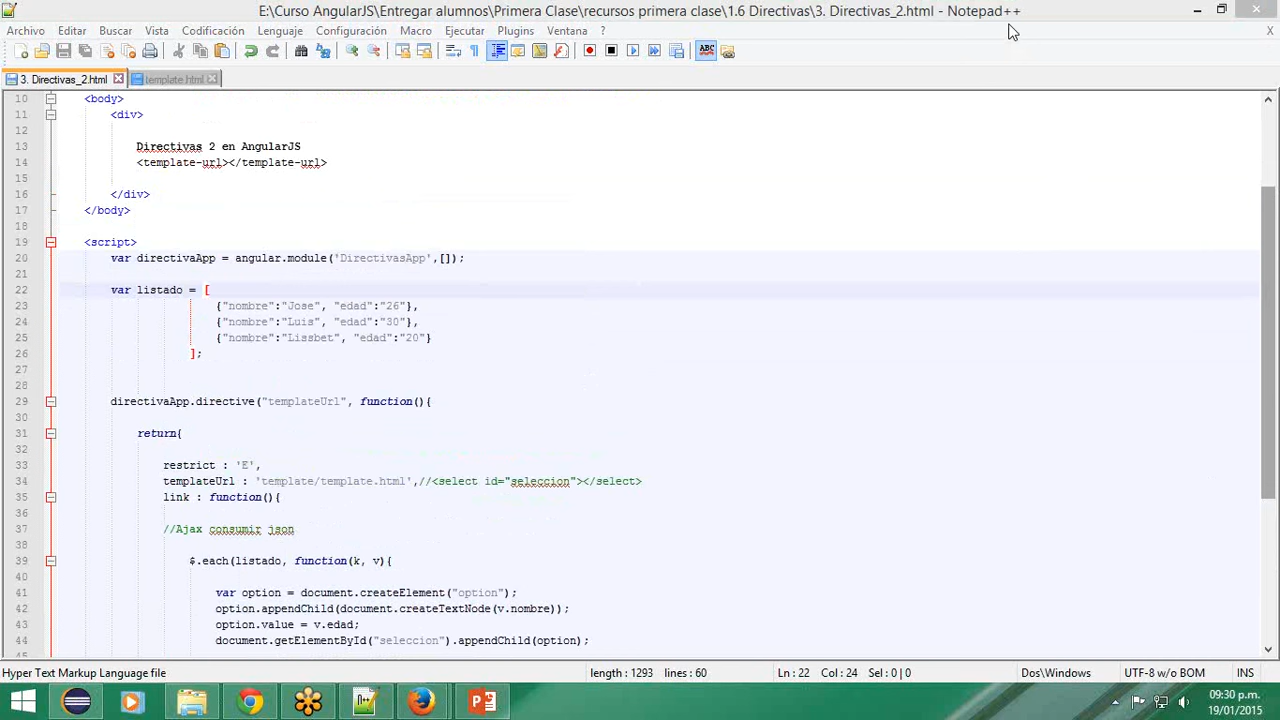 E:\Curso AngularJS\Entregar alumnos\Primera Clase\recursos primera clase\1.6 Directivas\3. Directivas_2.html - Notepad++
Archivo Editar Buscar Vista Codificación Lenguaje Configuración Macro Ejecutar Plugins Ventana ? X
ABC
3. Directivas_2.html template.html
10 <body>
11 <div>
12
13 Directivas 2 en AngularJS
14 <template-url></template-url>
15
16 </div>
17 </body>
18
19 <script>
20 var directivaApp = angular.module('DirectivasApp',[]);
21
22 var listado = [
23 {"nombre":"Jose", "edad":"26"},
24 {"nombre":"Luis", "edad":"30"},
25 {"nombre":"Lissbet", "edad":"20"}
26 ];
27
28
29 directivaApp.directive("templateUrl", function(){
30
31 return{
32
33 restrict : 'E',
34 templateUrl : 'template/template.html',//<select id="seleccion"></select>
35 link : function(){
36
37 //Ajax consumir json
38
39 $.each(listado, function(k, v){
40
41 var option = document.createElement("option");
42 option.appendChild(document.createTextNode(v.nombre));
43 option.value = v.edad;
44 document.getElementById("seleccion").appendChild(option);
Hyper Text Markup Language file length : 1293 lines : 60 Ln : 22 Col : 24 Sel : 0 | 0 Dos\Windows UTF-8 w/o BOM INS
09:30 p.m.
19/01/2015